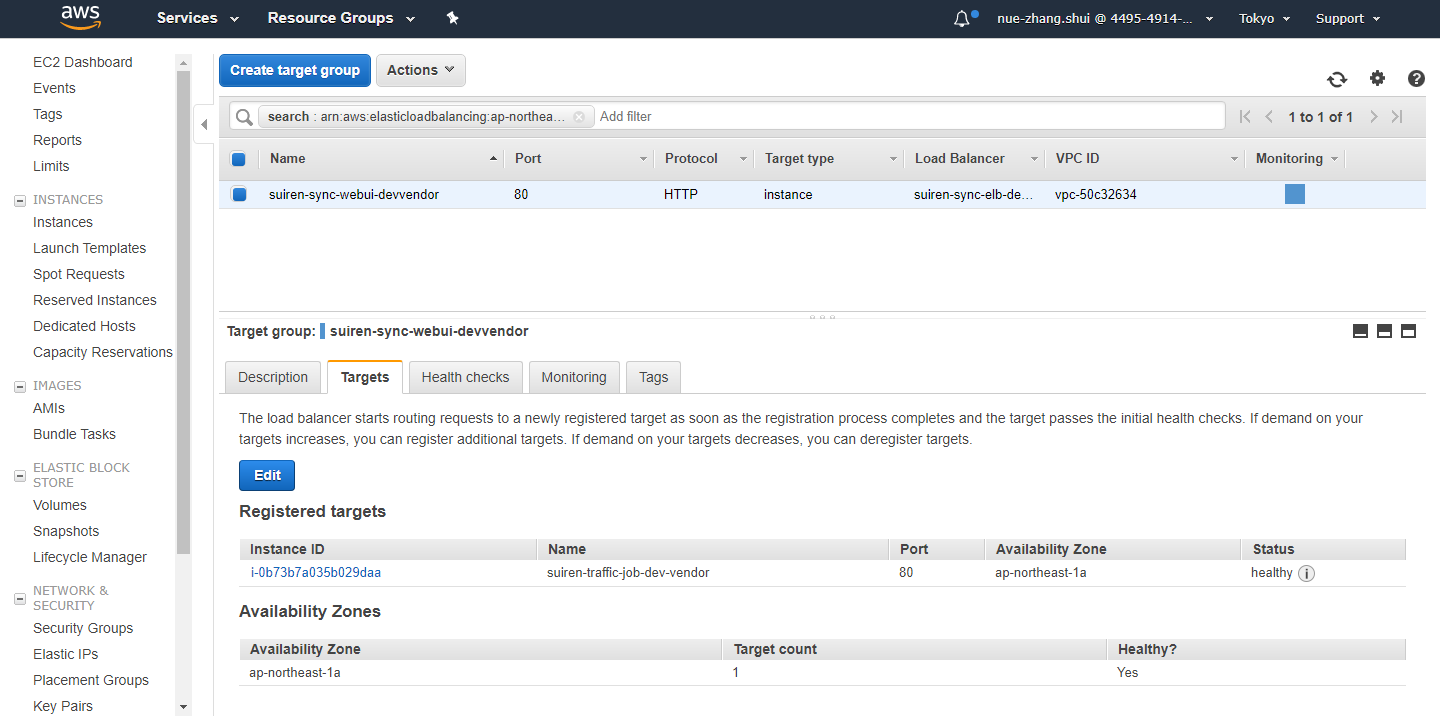 aws Services Resource Groups nue-zhang.shui @ 4495-4914-... Tokyo Support
EC2 Dashboard
Events
Tags
Reports
Limits
INSTANCES
Instances
Launch Templates
Spot Requests
Reserved Instances
Dedicated Hosts
Capacity Reservations
IMAGES
AMIs
Bundle Tasks
ELASTIC BLOCK
STORE
Volumes
Snapshots
Lifecycle Manager
NETWORK &
SECURITY
Security Groups
Elastic IPs
Placement Groups
Key Pairs
Create target group Actions
search : arn:aws:elasticloadbalancing:ap-northea... Add filter 1 to 1 of 1
Name Port Protocol Target type Load Balancer VPC ID Monitoring
suiren-sync-webui-devvendor 80 HTTP instance suiren-sync-elb-de... vpc-50c32634
Target group: suiren-sync-webui-devvendor
Description Targets Health checks Monitoring Tags
The load balancer starts routing requests to a newly registered target as soon as the registration process completes and the target passes the initial health checks. If demand on your
targets increases, you can register additional targets. If demand on your targets decreases, you can deregister targets.
Edit
Registered targets
Instance ID Name Port Availability Zone Status
i-0b73b7a035b029daa suiren-traffic-job-dev-vendor 80 ap-northeast-1a healthy
Availability Zones
Availability Zone Target count Healthy?
ap-northeast-1a 1 Yes